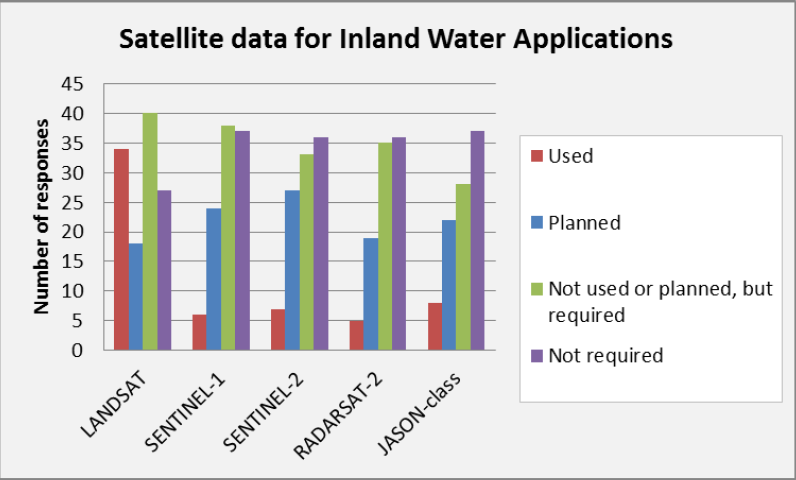 Satellite data for Inland Water Applications
Number of responses
45
40
35
30
25
20
15
10
5
0
LANDSAT
SENTINEL-1
SENTINEL-2
RADARSAT-2
JASON-class
Used
Planned
Not used or planned, but
required
Not required